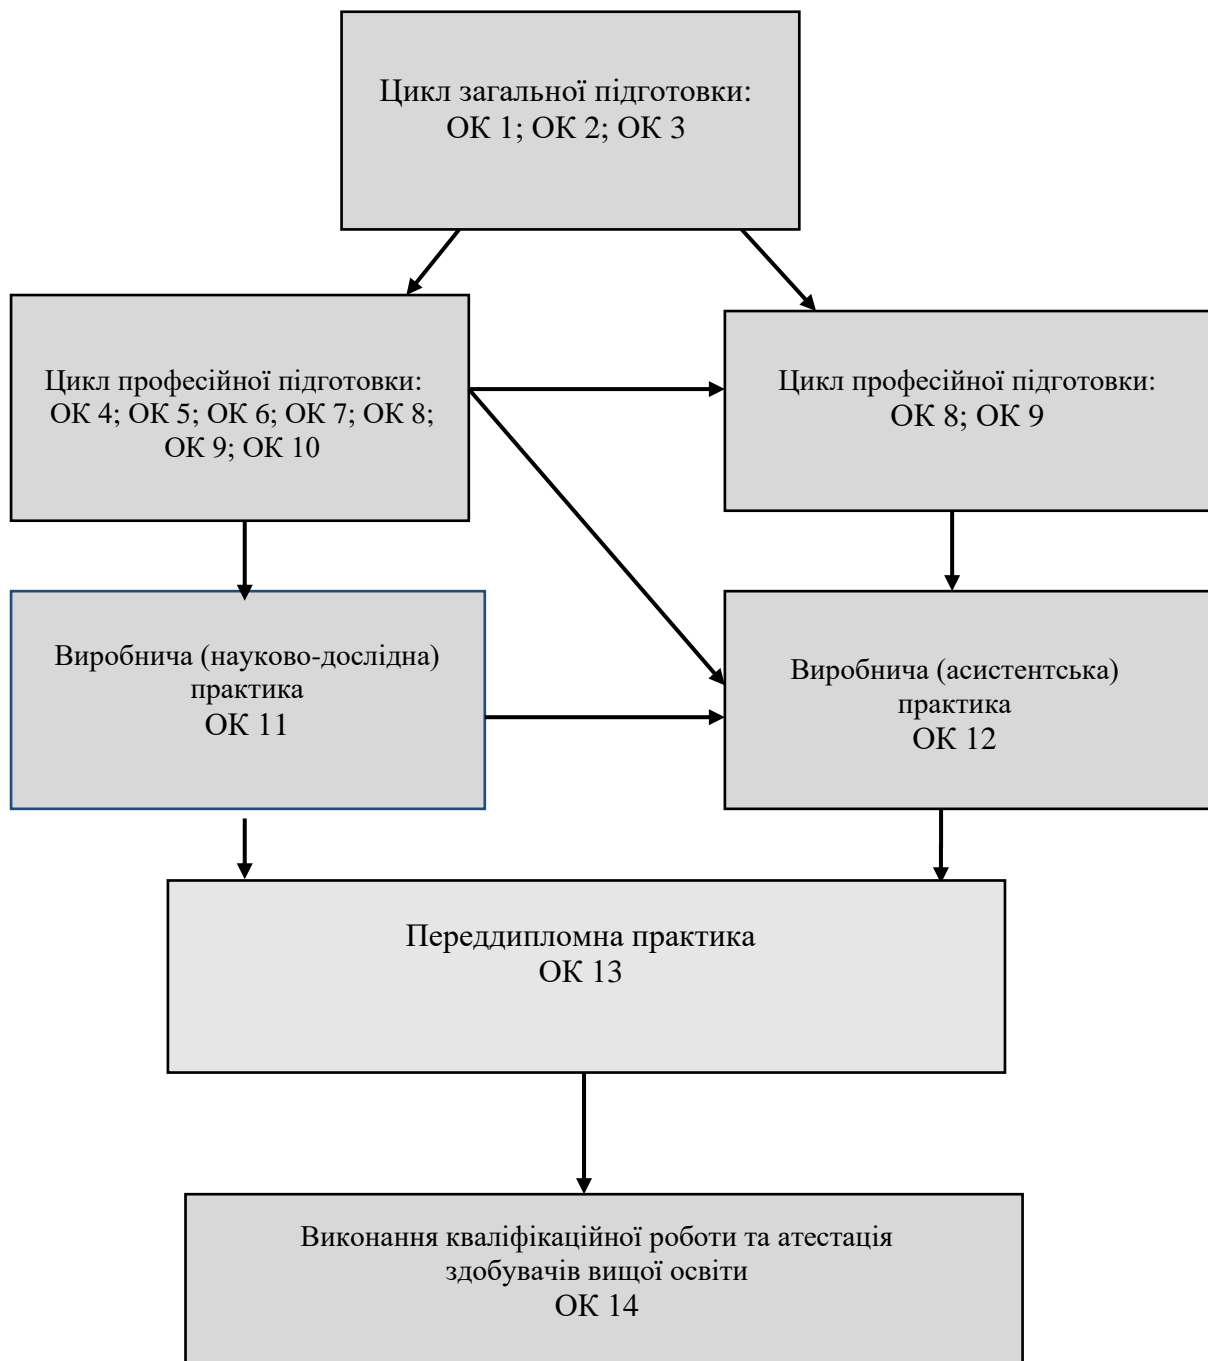 Цикл загальної підготовки:
ОК 1; ОК 2; ОК 3
Цикл професійної підготовки:
ОК 4; ОК 5; ОК 6; ОК 7; ОК 8;
ОК 9; ОК 10
Цикл професійної підготовки:
ОК 8; ОК 9
Виробнича (науково-дослідна)
практика
ОК 11
Виробнича (асистентська)
практика
ОК 12
Переддипломна практика
ОК 13
Виконання кваліфікаційної роботи та атестація
здобувачів вищої освіти
ОК 14